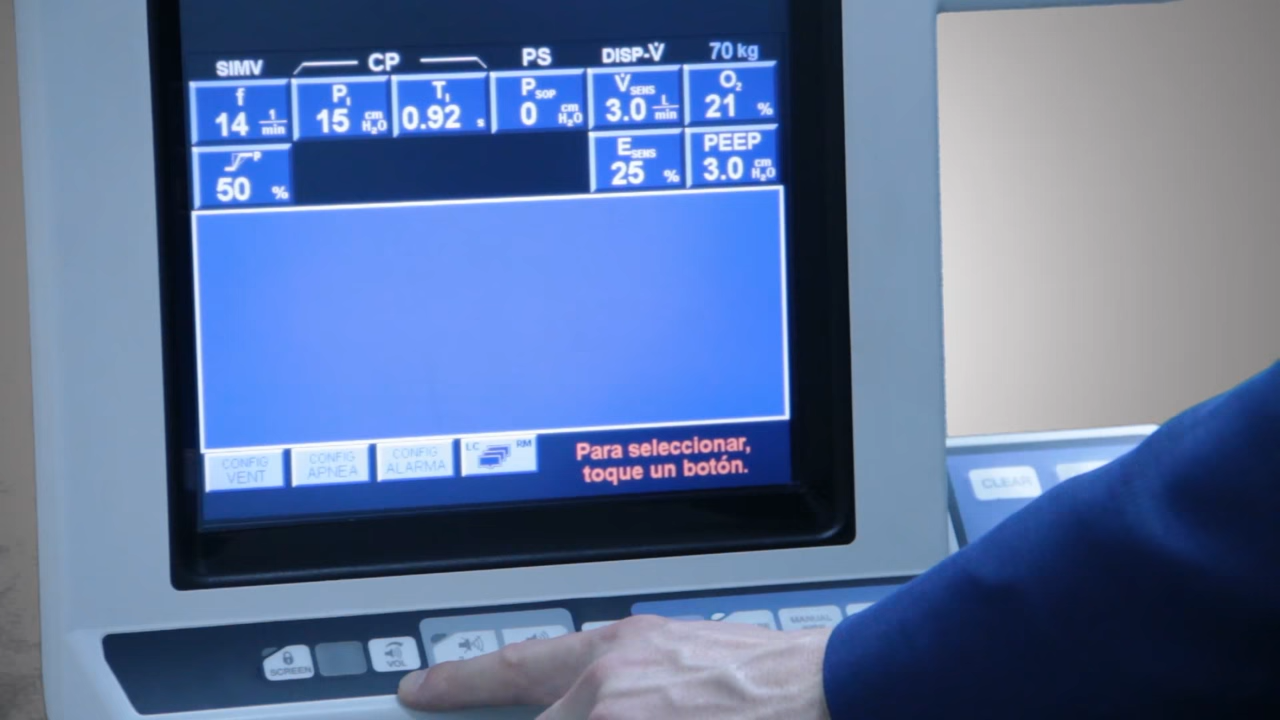 SIMV CP PS DISP-V̇ 70 kg
f PI TI PSOP V̇SENS O2
14 1/min 15 cm H2O 0.92 s 0 cm H2O 3.0 L/min 21 %
P ESENS PEEP
50 % 25 % 3.0 cm H2O
CONFIG VENT CONFIG APNEA CONFIG ALARMA LC RM
Para seleccionar,
toque un botón.
CLEAR
SCREEN VOL MANUAL